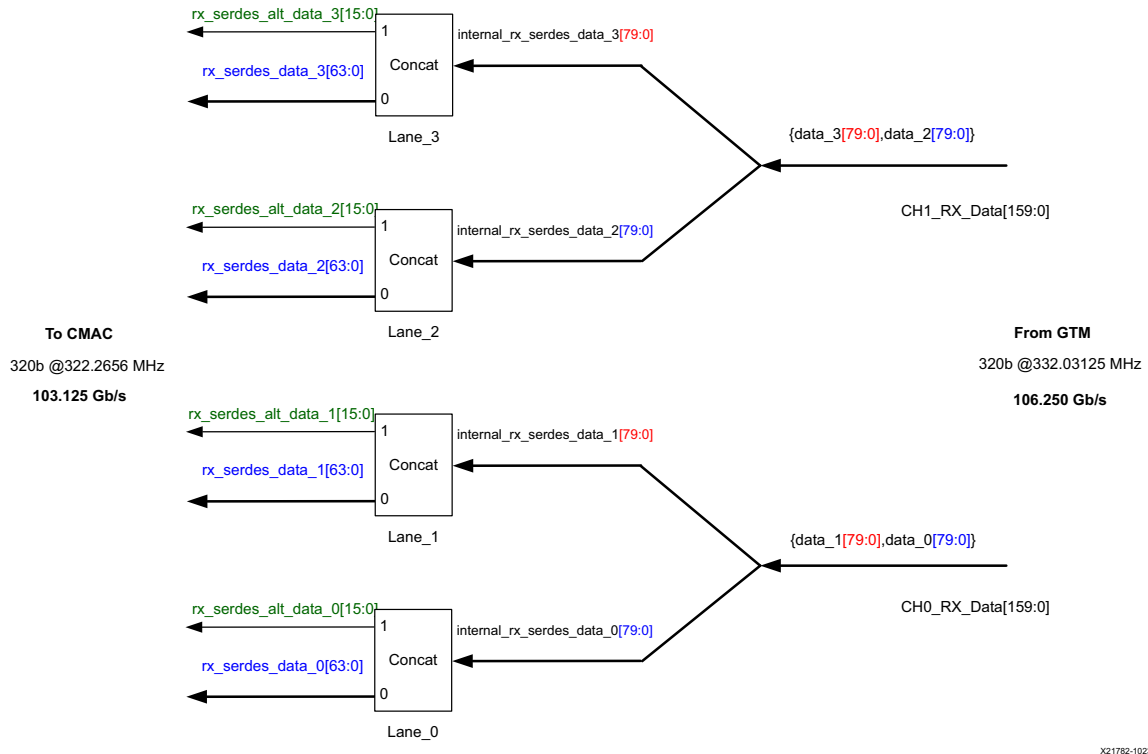 rx_serdes_alt_data_3[15:0]
1
internal_rx_serdes_data_3[79:0]
Concat
rx_serdes_data_3[63:0]
0
Lane_3
{data_3[79:0],data_2[79:0]}
CH1_RX_Data[159:0]
rx_serdes_alt_data_2[15:0]
1
internal_rx_serdes_data_2[79:0]
Concat
rx_serdes_data_2[63:0]
0
Lane_2
To CMAC
320b @322.2656 MHz
103.125 Gb/s
From GTM
320b @332.03125 MHz
106.250 Gb/s
rx_serdes_alt_data_1[15:0]
1
internal_rx_serdes_data_1[79:0]
Concat
rx_serdes_data_1[63:0]
0
Lane_1
{data_1[79:0],data_0[79:0]}
CH0_RX_Data[159:0]
rx_serdes_alt_data_0[15:0]
1
internal_rx_serdes_data_0[79:0]
Concat
rx_serdes_data_0[63:0]
0
Lane_0